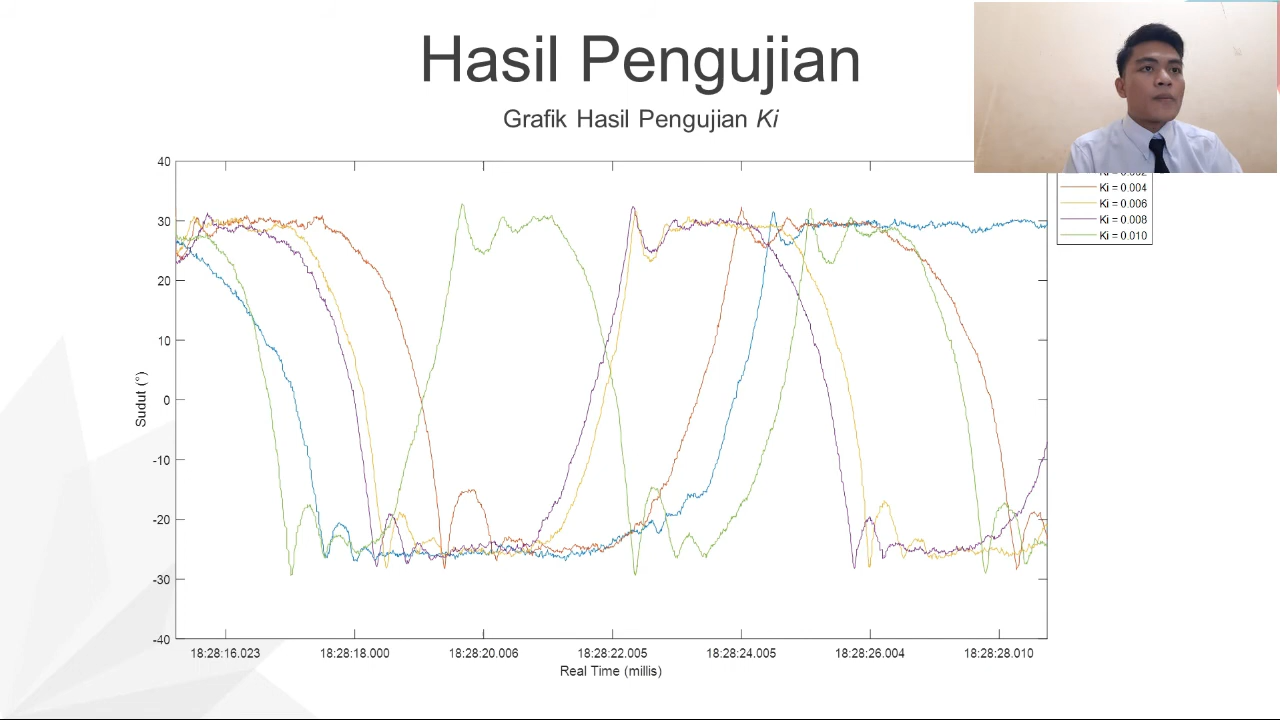 Hasil Pengujian
Grafik Hasil Pengujian Ki
Ki = 0.002
Ki = 0.004
Ki = 0.006
Ki = 0.008
Ki = 0.010
40
30
20
10
0
-10
-20
-30
-40
Sudut (°)
18:28:16.023 18:28:18.000 18:28:20.006 18:28:22.005 18:28:24.005 18:28:26.004 18:28:28.010
Real Time (millis)